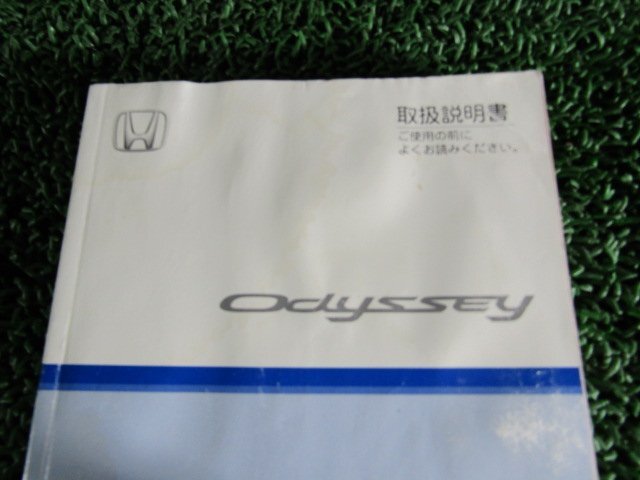 取扱説明書
ご使用の前に
よくお読みください。
Odyssey